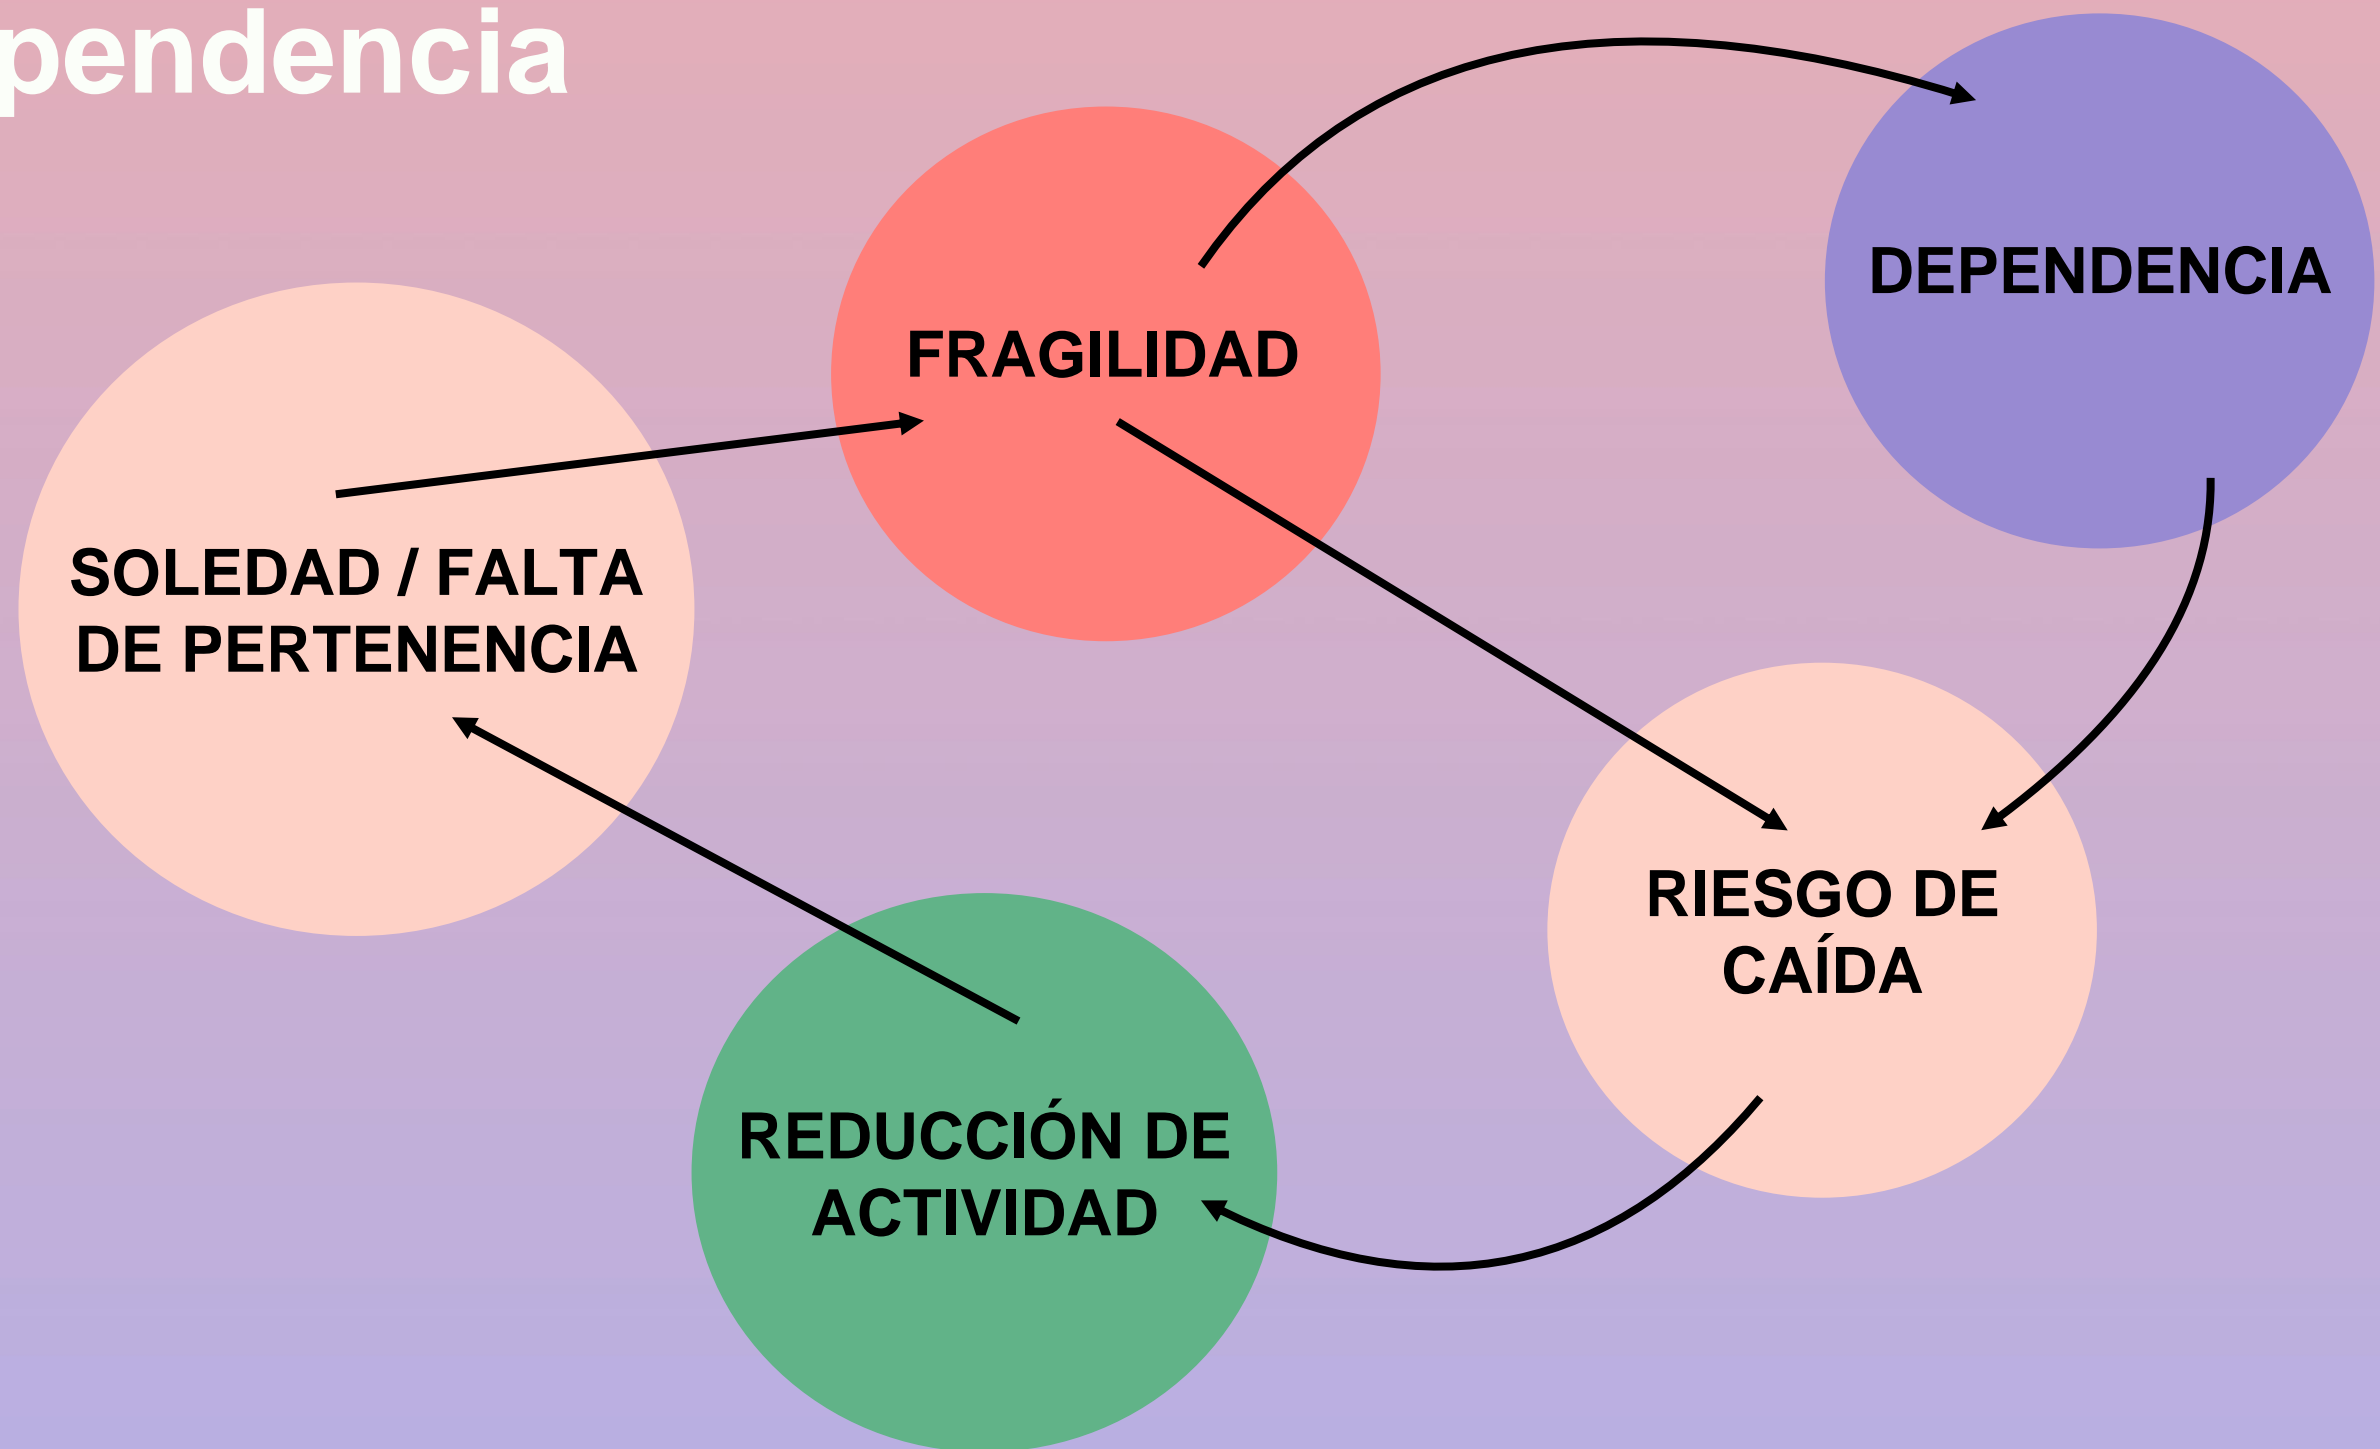 pendencia
FRAGILIDAD
DEPENDENCIA
SOLEDAD / FALTA
DE PERTENENCIA
RIESGO DE
CAÍDA
REDUCCIÓN DE
ACTIVIDAD